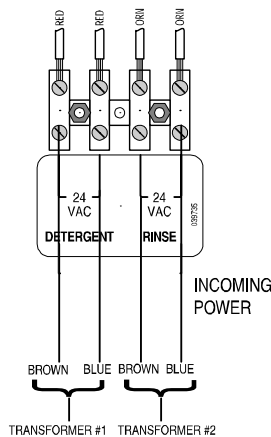 RED RED ORN ORN
24 VAC 24 VAC
DETERGENT RINSE
039735
INCOMING
POWER
BROWN BLUE BROWN BLUE
TRANSFORMER #1 TRANSFORMER #2